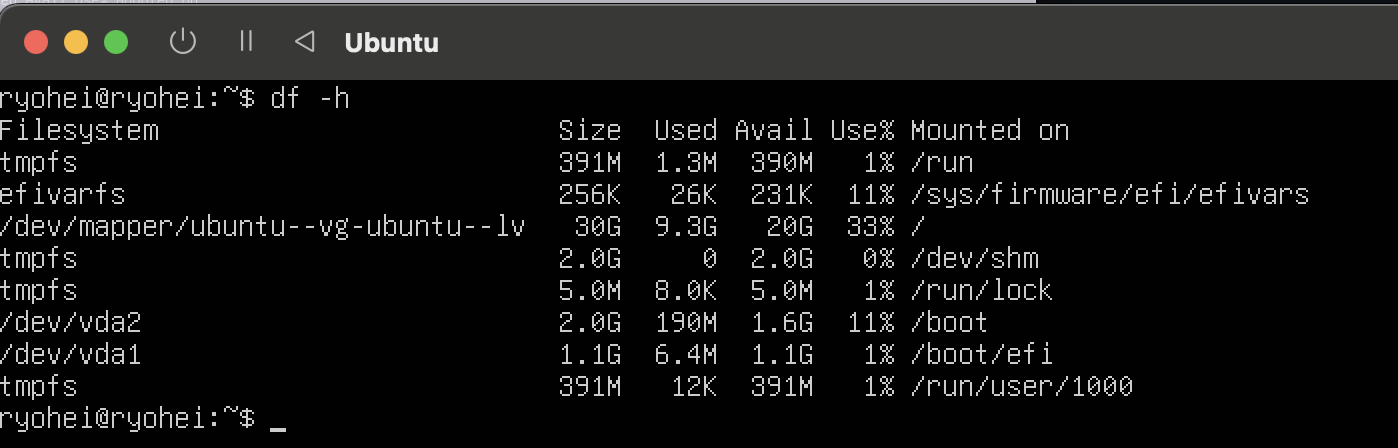 Ubuntu
ryohei@ryohei:~$ df -h
Filesystem                         Size  Used Avail Use% Mounted on
tmpfs                              391M  1.3M  390M   1% /run
efivarfs                           256K   26K  231K  11% /sys/firmware/efi/efivars
/dev/mapper/ubuntu--vg-ubuntu--lv   30G  9.3G   20G  33% /
tmpfs                              2.0G     0  2.0G   0% /dev/shm
tmpfs                              5.0M  8.0K  5.0M   1% /run/lock
/dev/vda2                          2.0G  190M  1.6G  11% /boot
/dev/vda1                          1.1G  6.4M  1.1G   1% /boot/efi
tmpfs                              391M   12K  391M   1% /run/user/1000
ryohei@ryohei:~$ _